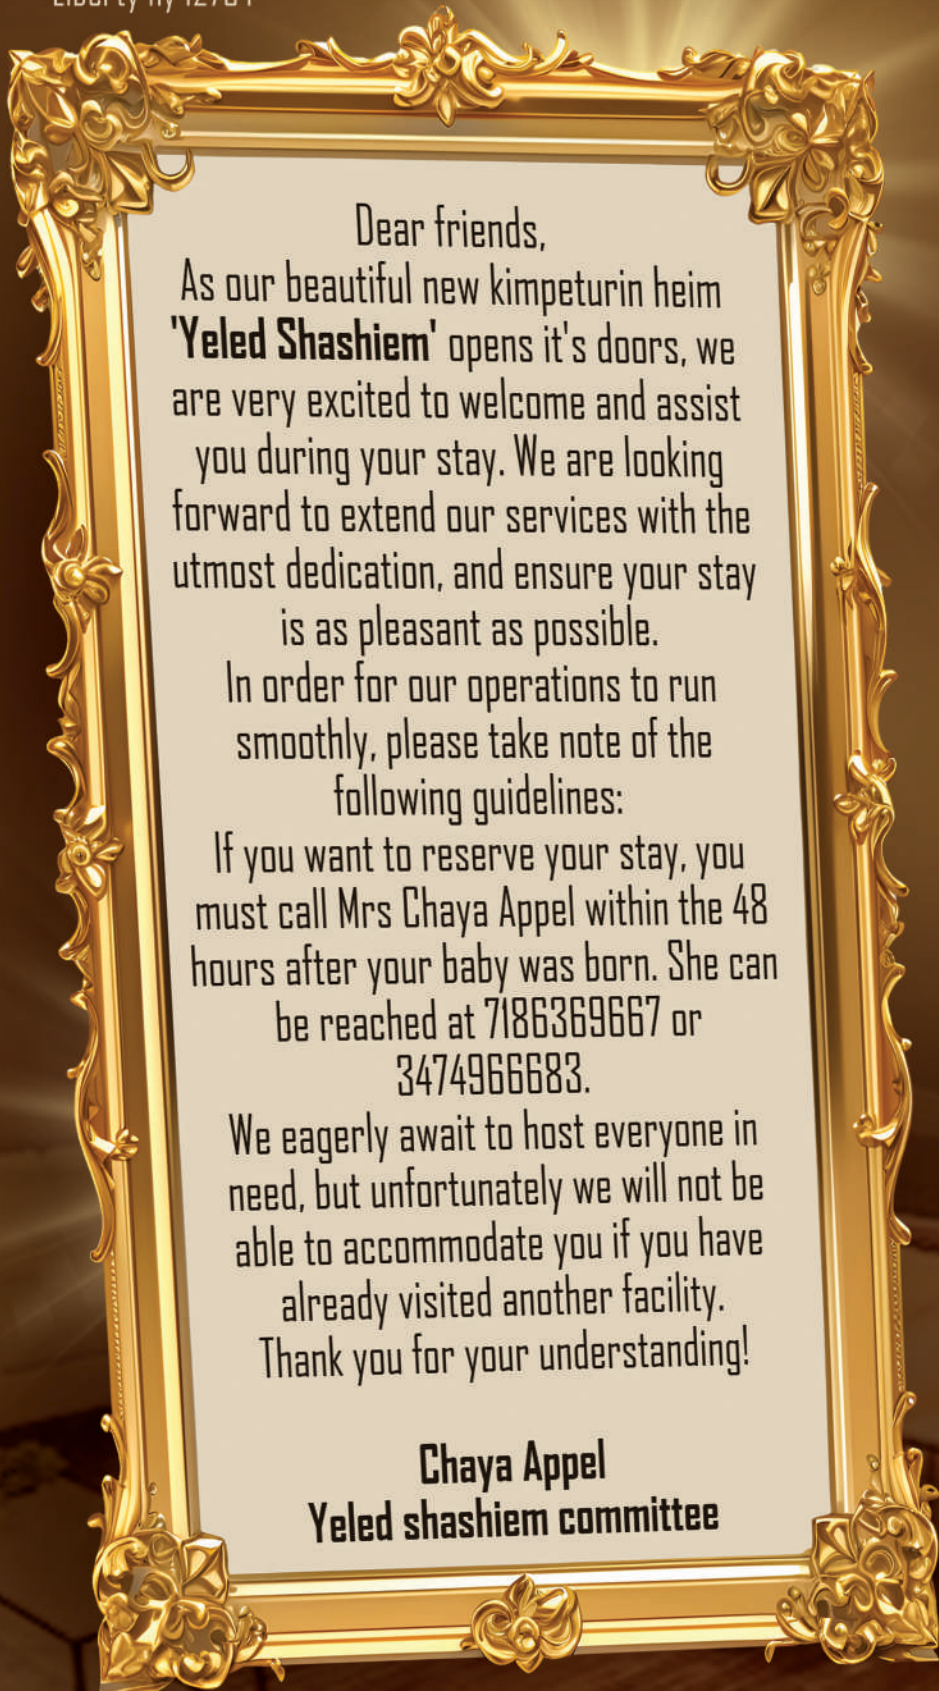 Dear friends,
As our beautiful new kimpeturin heim
'Yeled Shashiem' opens it's doors, we
are very excited to welcome and assist
you during your stay. We are looking
forward to extend our services with the
utmost dedication, and ensure your stay
is as pleasant as possible.
In order for our operations to run
smoothly, please take note of the
following guidelines:
If you want to reserve your stay, you
must call Mrs Chaya Appel within the 48
hours after your baby was born. She can
be reached at 7186369667 or
3474966683.
We eagerly await to host everyone in
need, but unfortunately we will not be
able to accommodate you if you have
already visited another facility.
Thank you for your understanding!
Chaya Appel
Yeled shashiem committee